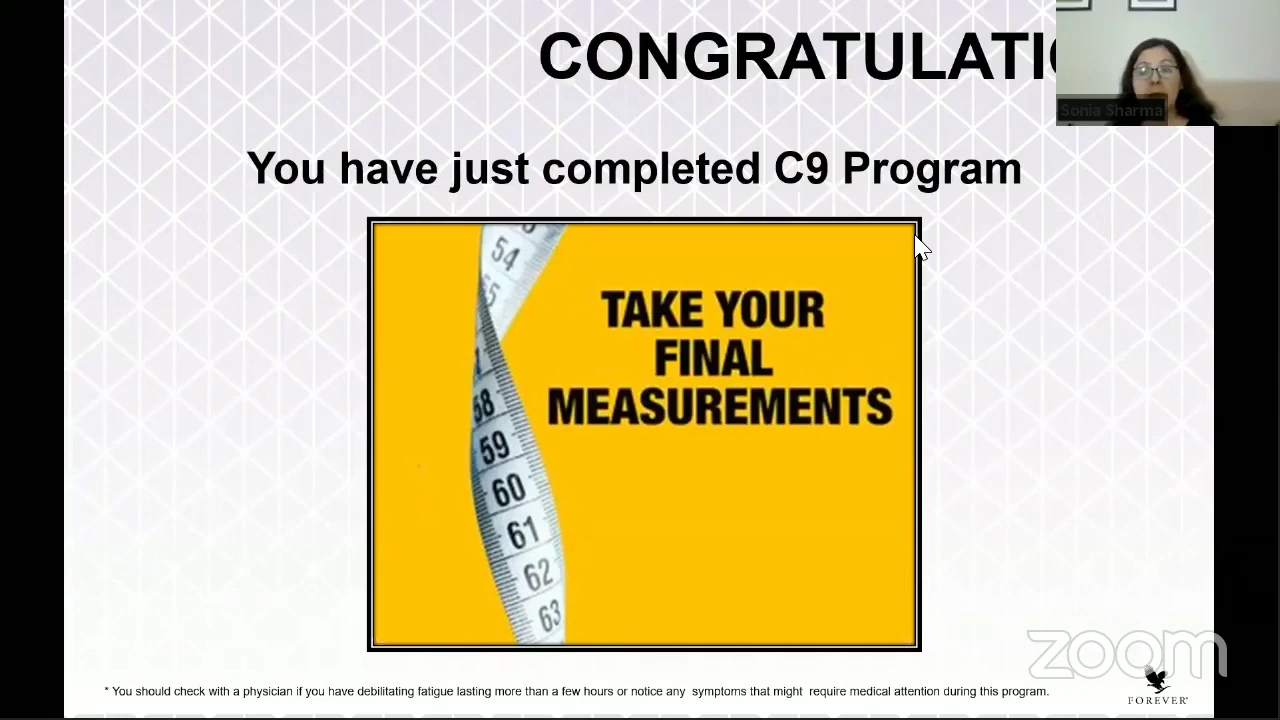 CONGRATULATI
Sonia Sharma
You have just completed C9 Program
54
58
59
60
61
62
63
TAKE YOUR
FINAL
MEASUREMENTS
zoom
* You should check with a physician if you have debilitating fatigue lasting more than a few hours or notice any symptoms that might require medical attention during this program.
FOREVER